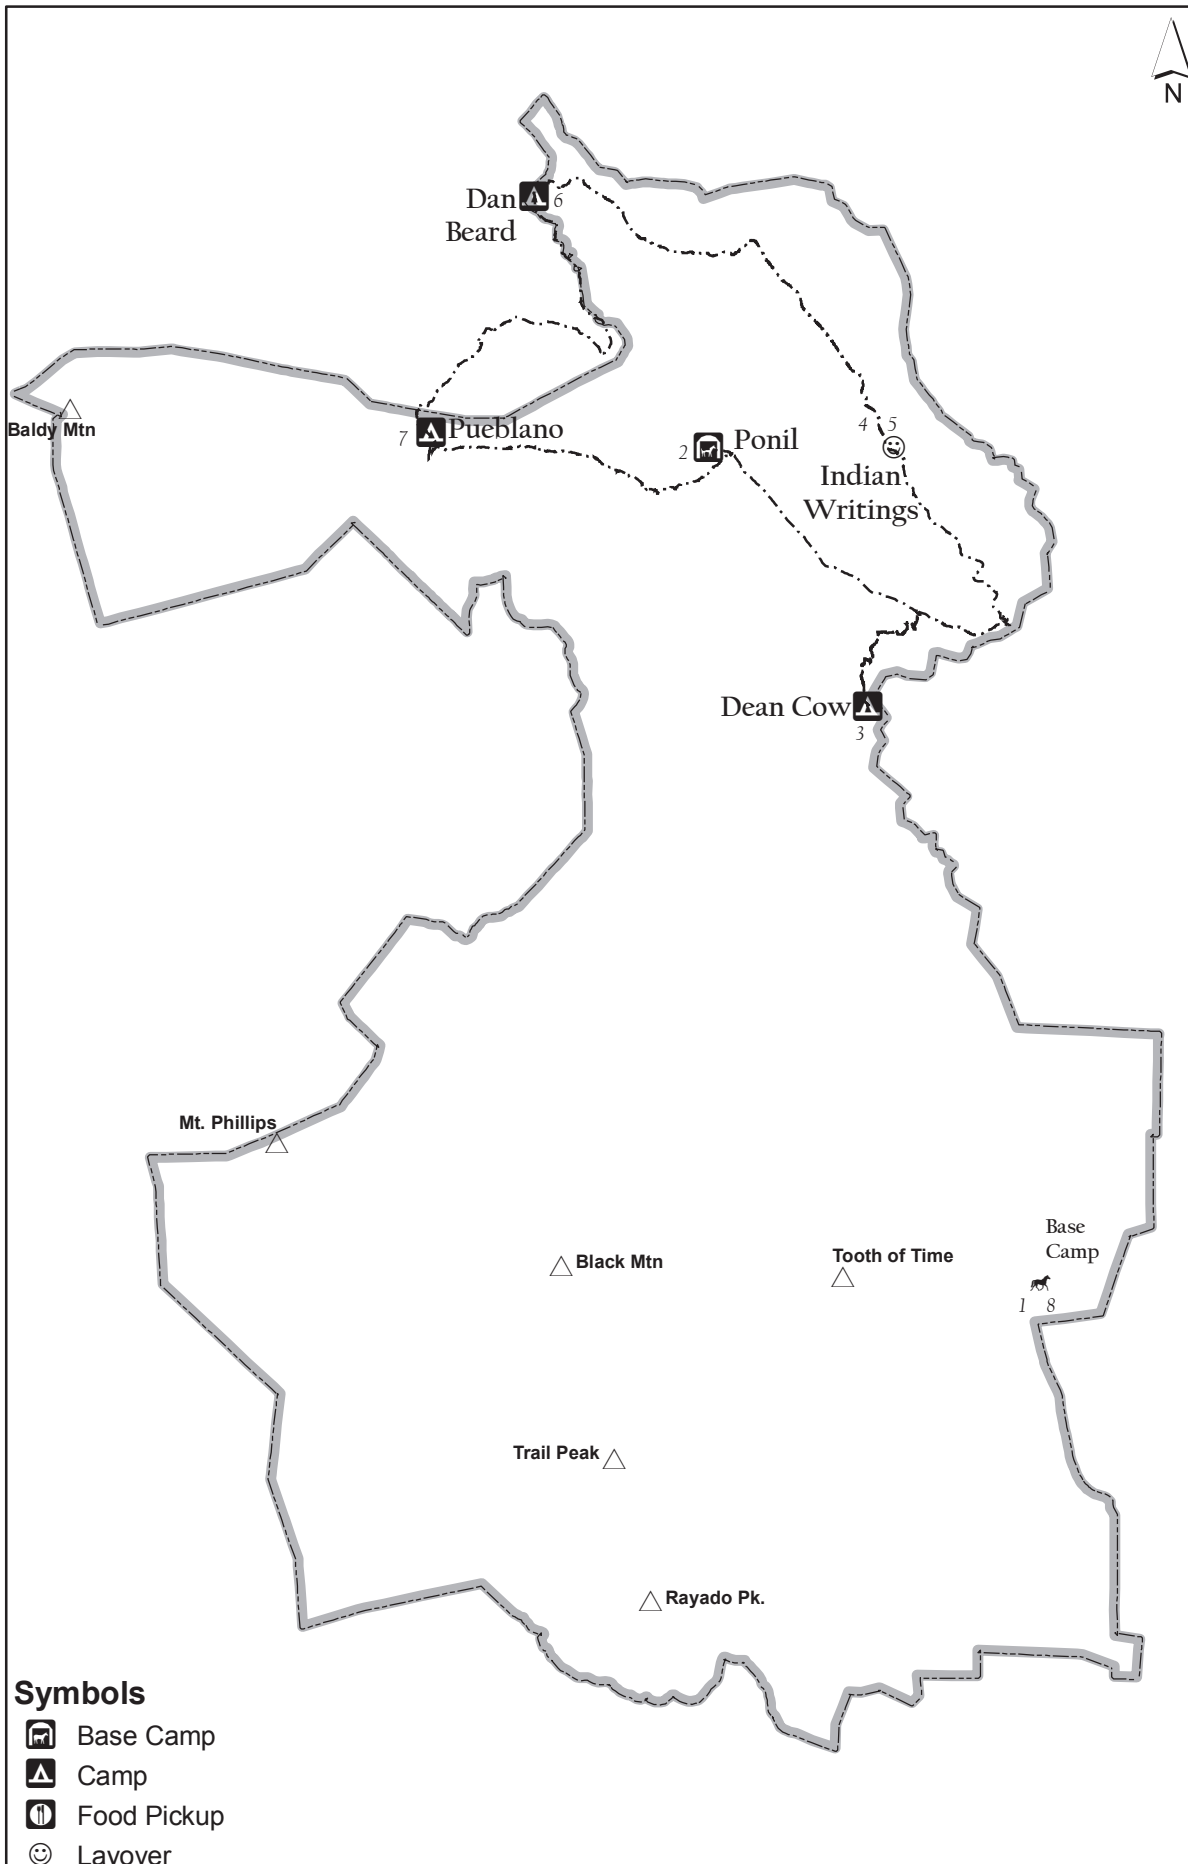 N
Dan
Beard
6
Baldy Mtn
7
Pueblano
2
Ponil
4 5
Indian
Writings
Dean Cow
3
Mt. Phillips
Base
Camp
Black Mtn
Tooth of Time
1 8
Trail Peak
Rayado Pk.
Symbols
Base Camp
Camp
Food Pickup
Layover